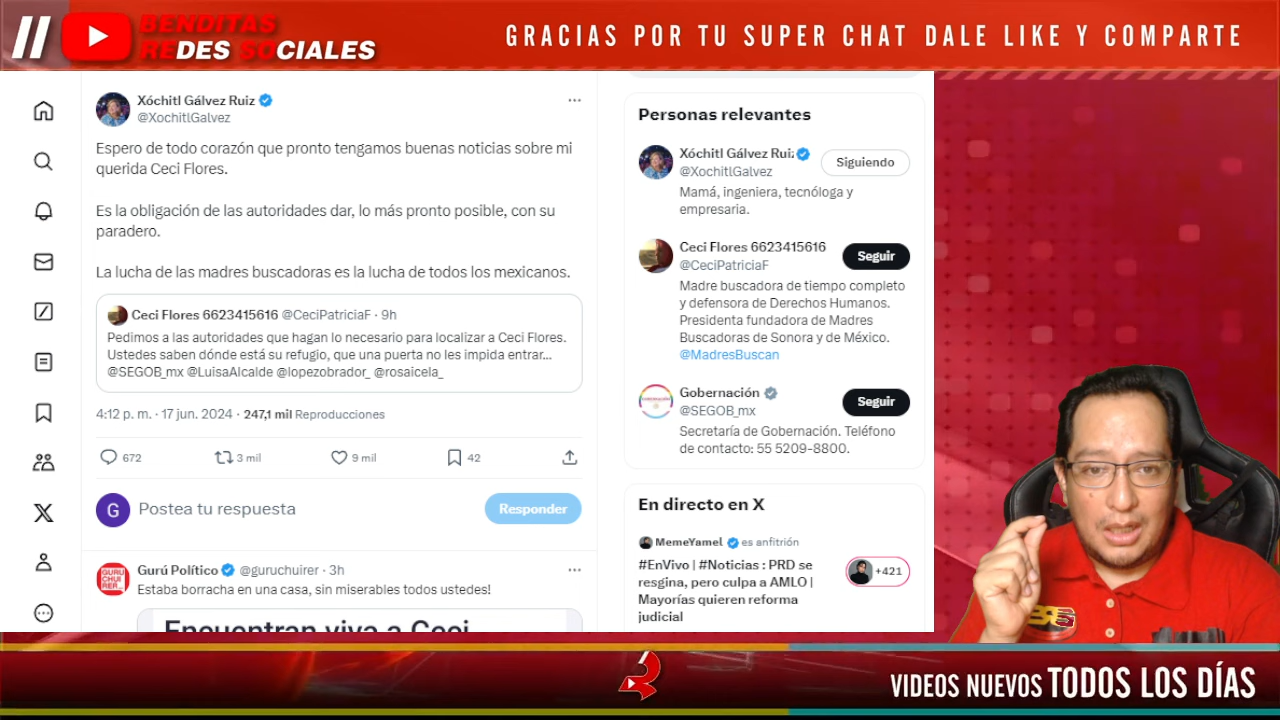 BENDITAS
REDES SOCIALES
GRACIAS POR TU SUPER CHAT DALE LIKE Y COMPARTE
Xóchitl Gálvez Ruiz
@XochitlGalvez
Espero de todo corazón que pronto tengamos buenas noticias sobre mi
querida Ceci Flores.
Es la obligación de las autoridades dar, lo más pronto posible, con su
paradero.
La lucha de las madres buscadoras es la lucha de todos los mexicanos.
Ceci Flores 6623415616 @CeciPatriciaF · 9h
Pedimos a las autoridades que hagan lo necesario para localizar a Ceci Flores.
Ustedes saben dónde está su refugio, que una puerta no les impida entrar...
@SEGOB_mx @LuisaAlcalde @lopezobrador_ @rosaicela_
4:12 p. m. · 17 jun. 2024 · 247,1 mil Reproducciones
672 3 mil 9 mil 42
G Postea tu respuesta Responder
GURÚ
CHUI
RER_
Gurú Político @guruchuirer · 3h
Estaba borracha en una casa, sin miserables todos ustedes!
Encuentran viva a Ceci
Personas relevantes
Xóchitl Gálvez Ruiz
@XochitlGalvez
Siguiendo
Mamá, ingeniera, tecnóloga y
empresaria.
Ceci Flores 6623415616
@CeciPatriciaF
Seguir
Madre buscadora de tiempo completo
y defensora de Derechos Humanos.
Presidenta fundadora de Madres
Buscadoras de Sonora y de México.
@MadresBuscan
Gobernación
@SEGOB_mx
Seguir
Secretaría de Gobernación. Teléfono
de contacto: 55 5209-8800.
En directo en X
MemeYamel es anfitrión
#EnVivo | #Noticias : PRD se
resgina, pero culpa a AMLO |
Mayorías quieren reforma
judicial
+421
VIDEOS NUEVOS TODOS LOS DÍAS